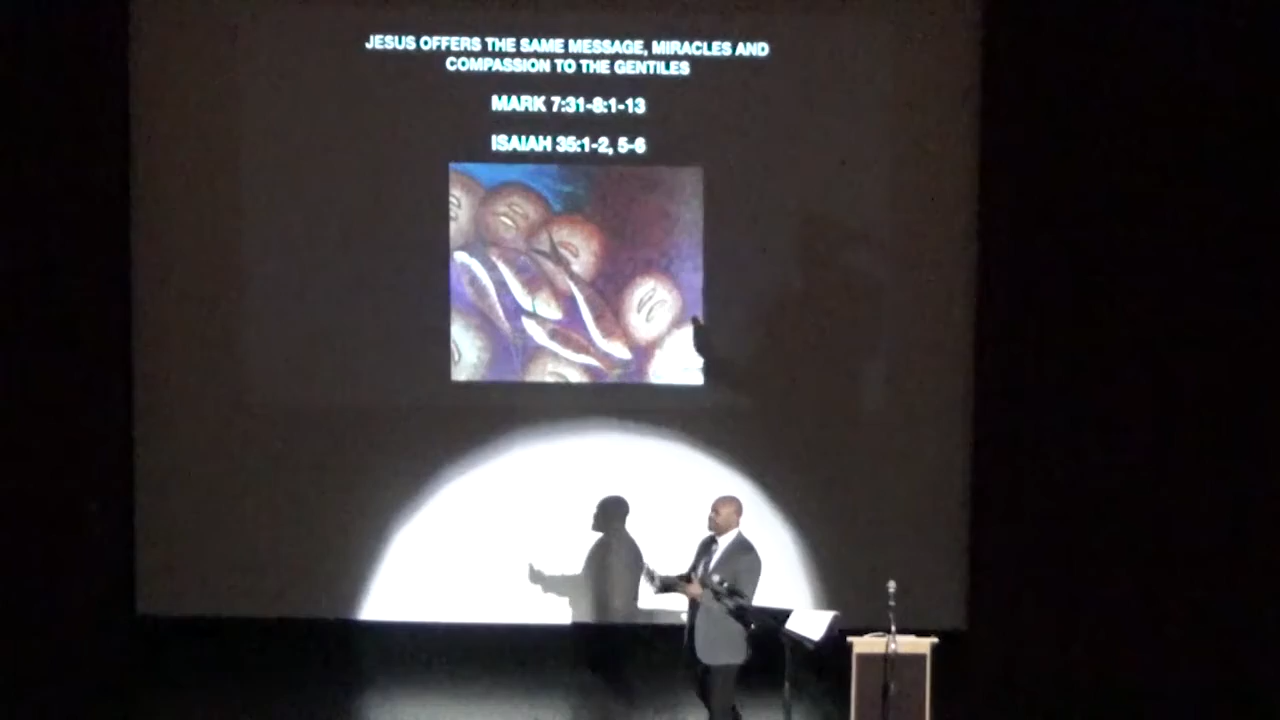 JESUS OFFERS THE SAME MESSAGE, MIRACLES AND
COMPASSION TO THE GENTILES
MARK 7:31-8:1-13
ISAIAH 35:1-2, 5-6